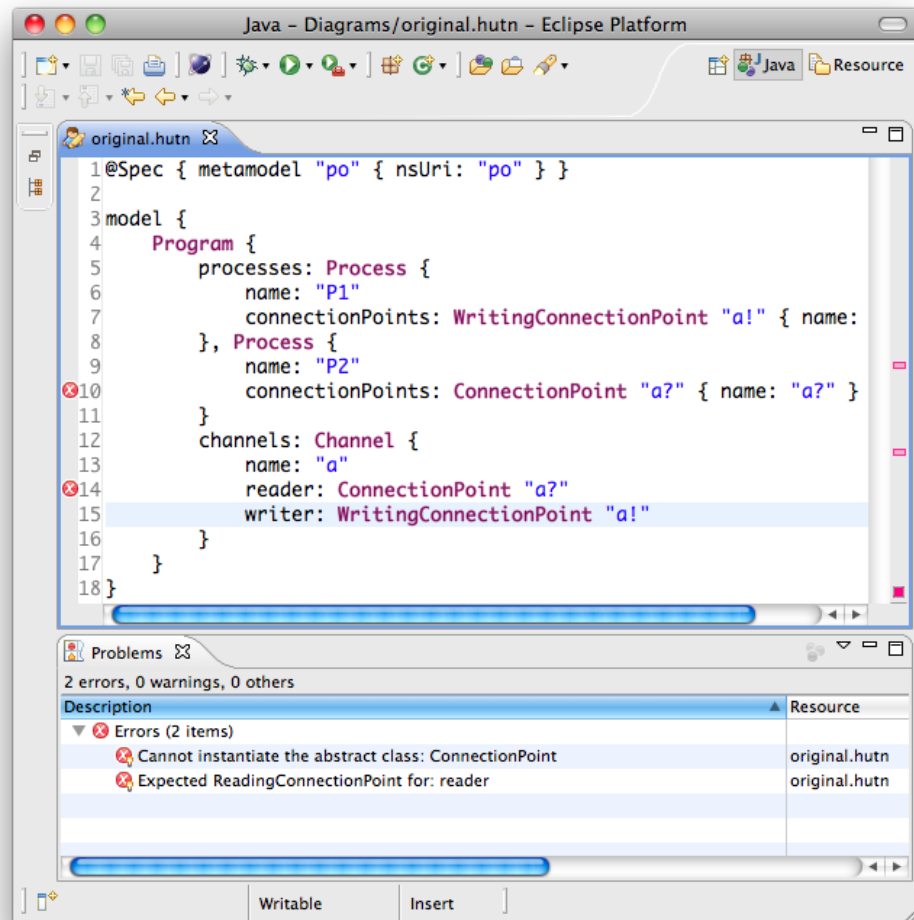 Java – Diagrams/original.hutn – Eclipse Platform
Java Resource
original.hutn
1 @Spec { metamodel "po" { nsUri: "po" } }
2
3 model {
4     Program {
5         processes: Process {
6             name: "P1"
7             connectionPoints: WritingConnectionPoint "a!" { name:
8         }, Process {
9             name: "P2"
10             connectionPoints: ConnectionPoint "a?" { name: "a?" }
11         }
12         channels: Channel {
13             name: "a"
14             reader: ConnectionPoint "a?"
15             writer: WritingConnectionPoint "a!"
16         }
17     }
18 }
Problems
2 errors, 0 warnings, 0 others
Description Resource
Errors (2 items)
Cannot instantiate the abstract class: ConnectionPoint original.hutn
Expected ReadingConnectionPoint for: reader original.hutn
Writable Insert